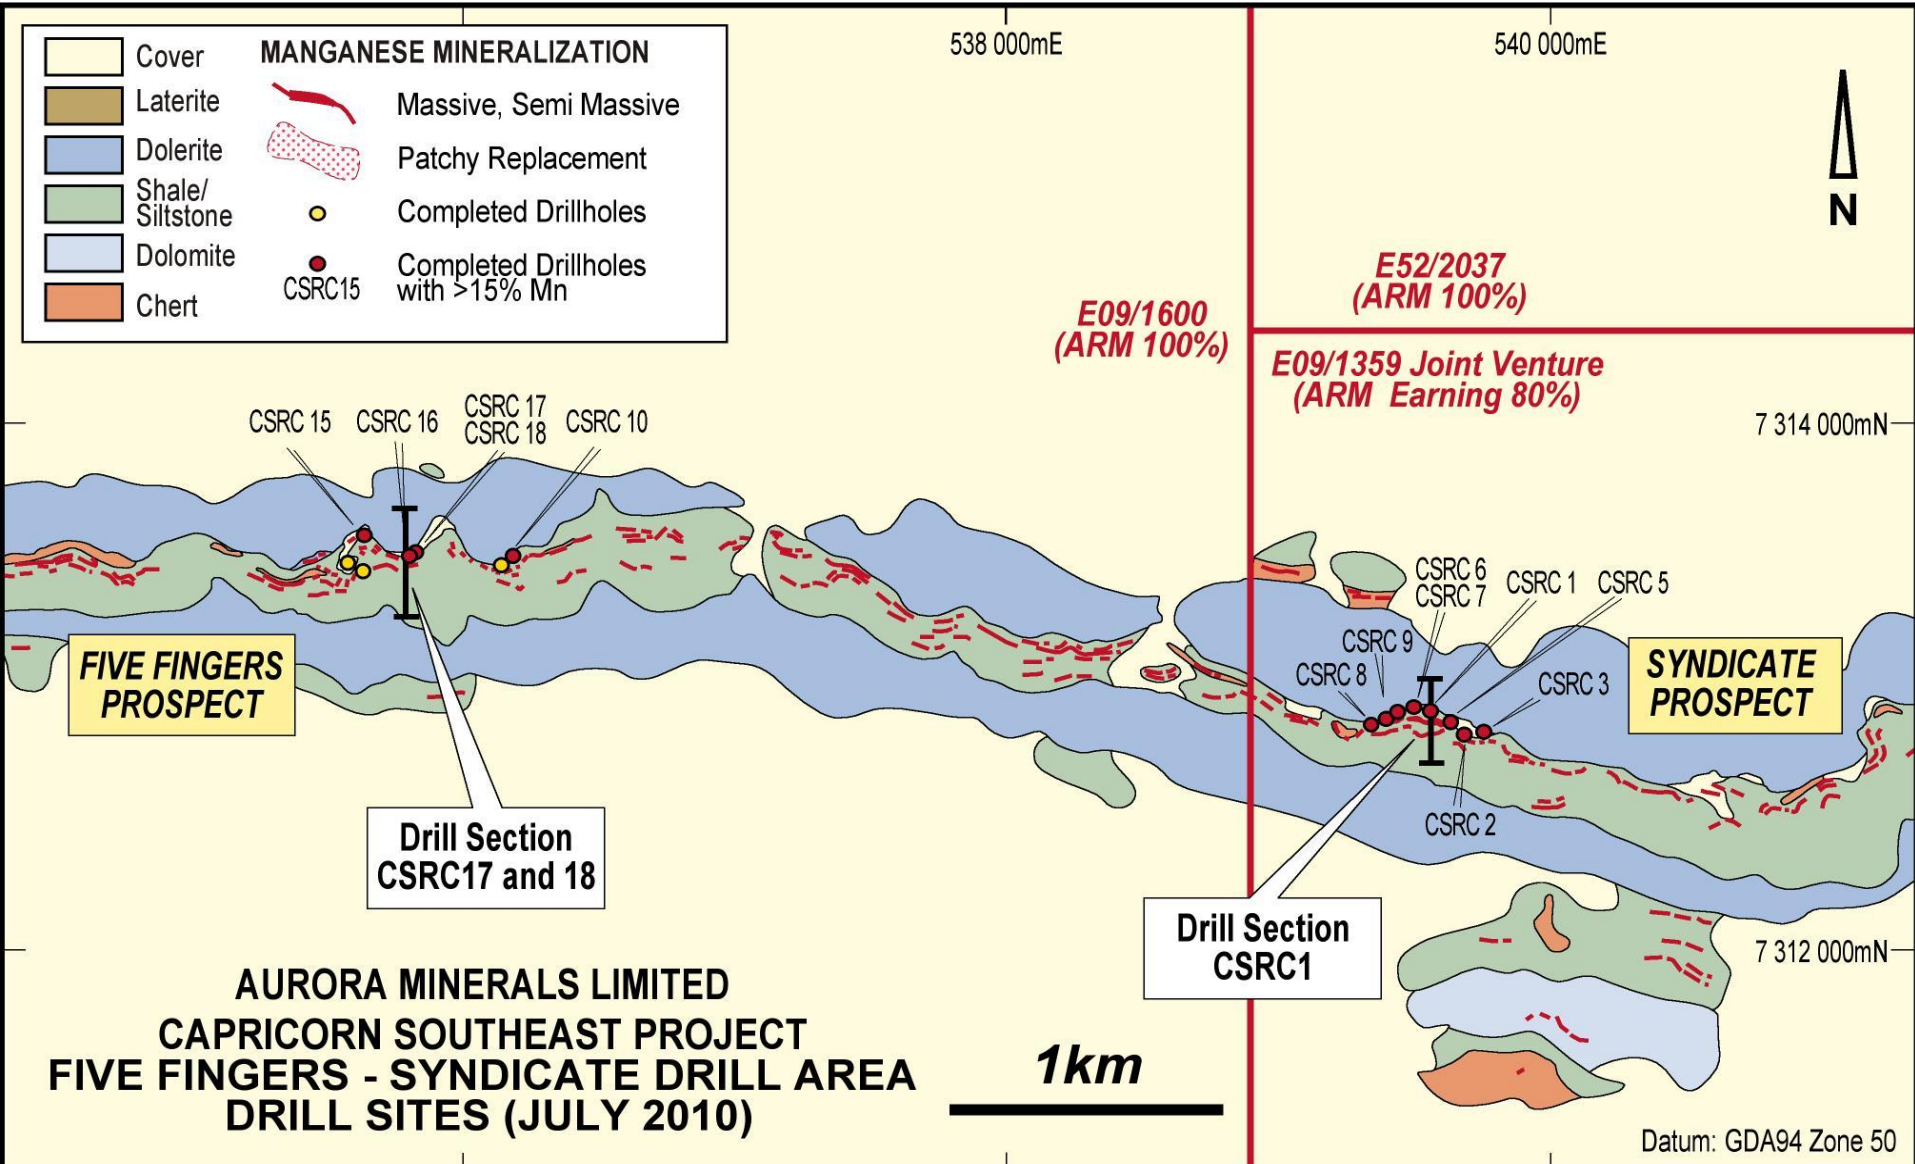 Cover
Laterite
Dolerite
Shale/
Siltstone
Dolomite
Chert
MANGANESE MINERALIZATION
Massive, Semi Massive
Patchy Replacement
Completed Drillholes
CSRC15
Completed Drillholes
with >15% Mn
538 000mE
540 000mE
N
E52/2037
(ARM 100%)
E09/1600
(ARM 100%)
E09/1359 Joint Venture
(ARM Earning 80%)
7 314 000mN
CSRC 15
CSRC 16
CSRC 17
CSRC 18
CSRC 10
CSRC 6
CSRC 7
CSRC 1
CSRC 5
CSRC 9
CSRC 8
CSRC 3
CSRC 2
FIVE FINGERS
PROSPECT
SYNDICATE
PROSPECT
Drill Section
CSRC17 and 18
Drill Section
CSRC1
7 312 000mN
AURORA MINERALS LIMITED
CAPRICORN SOUTHEAST PROJECT
FIVE FINGERS - SYNDICATE DRILL AREA
DRILL SITES (JULY 2010)
1km
Datum: GDA94 Zone 50